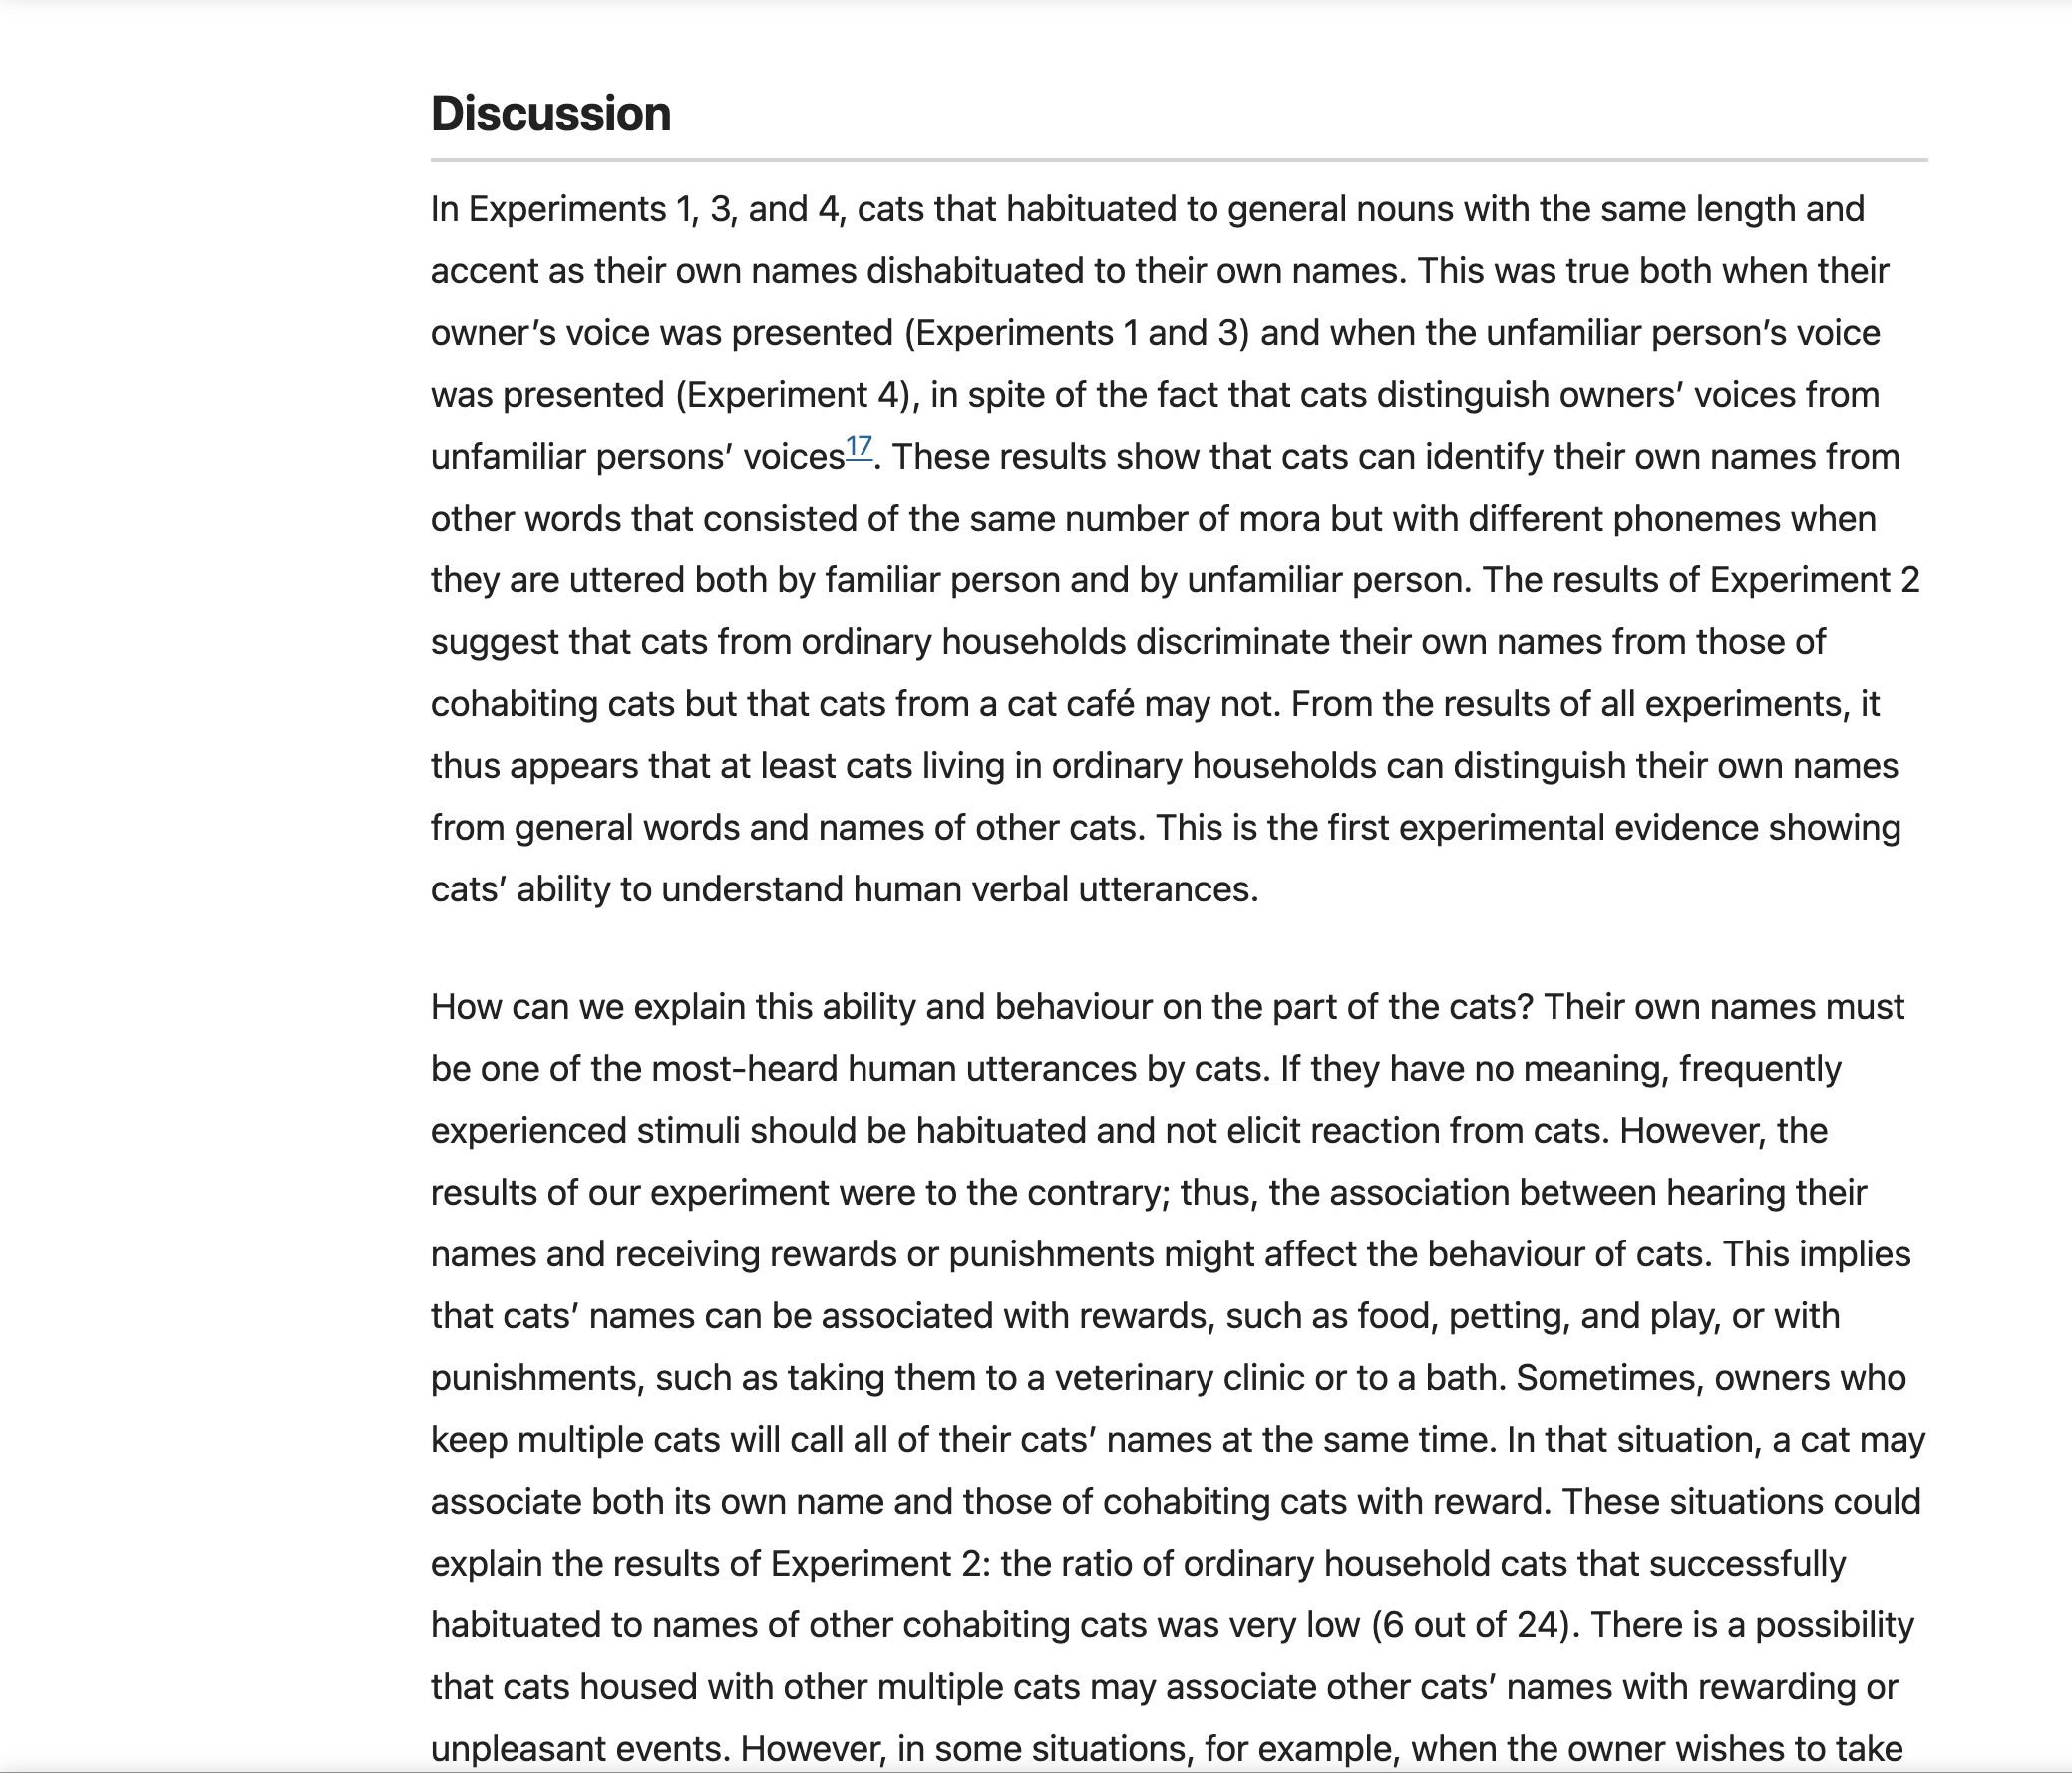 Discussion
In Experiments 1, 3, and 4, cats that habituated to general nouns with the same length and
accent as their own names dishabituated to their own names. This was true both when their
owner’s voice was presented (Experiments 1 and 3) and when the unfamiliar person’s voice
was presented (Experiment 4), in spite of the fact that cats distinguish owners’ voices from
unfamiliar persons’ voices17. These results show that cats can identify their own names from
other words that consisted of the same number of mora but with different phonemes when
they are uttered both by familiar person and by unfamiliar person. The results of Experiment 2
suggest that cats from ordinary households discriminate their own names from those of
cohabiting cats but that cats from a cat café may not. From the results of all experiments, it
thus appears that at least cats living in ordinary households can distinguish their own names
from general words and names of other cats. This is the first experimental evidence showing
cats’ ability to understand human verbal utterances.
How can we explain this ability and behaviour on the part of the cats? Their own names must
be one of the most-heard human utterances by cats. If they have no meaning, frequently
experienced stimuli should be habituated and not elicit reaction from cats. However, the
results of our experiment were to the contrary; thus, the association between hearing their
names and receiving rewards or punishments might affect the behaviour of cats. This implies
that cats’ names can be associated with rewards, such as food, petting, and play, or with
punishments, such as taking them to a veterinary clinic or to a bath. Sometimes, owners who
keep multiple cats will call all of their cats’ names at the same time. In that situation, a cat may
associate both its own name and those of cohabiting cats with reward. These situations could
explain the results of Experiment 2: the ratio of ordinary household cats that successfully
habituated to names of other cohabiting cats was very low (6 out of 24). There is a possibility
that cats housed with other multiple cats may associate other cats’ names with rewarding or
unpleasant events. However, in some situations, for example, when the owner wishes to take